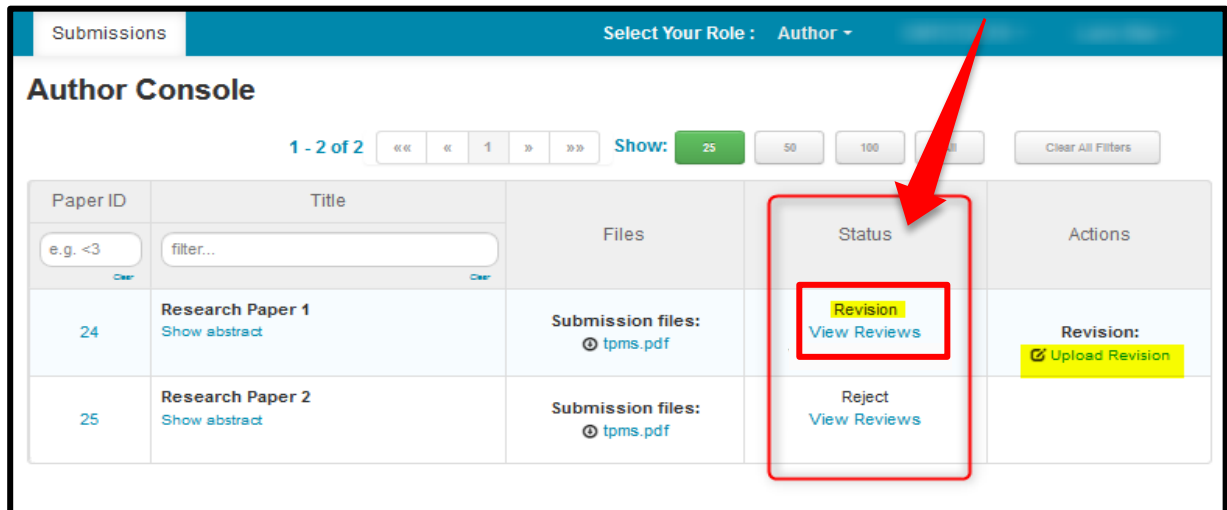 Submissions Select Your Role : Author
Author Console
1 - 2 of 2 «« « 1 » »» Show: 25 50 100 Clear All Filters
Paper ID Title Files Status Actions
e.g. <3 filter...
Clear Clear
24 Research Paper 1 Submission files: Revision Revision:
Show abstract tpms.pdf View Reviews Upload Revision
25 Research Paper 2 Submission files: Reject
Show abstract tpms.pdf View Reviews